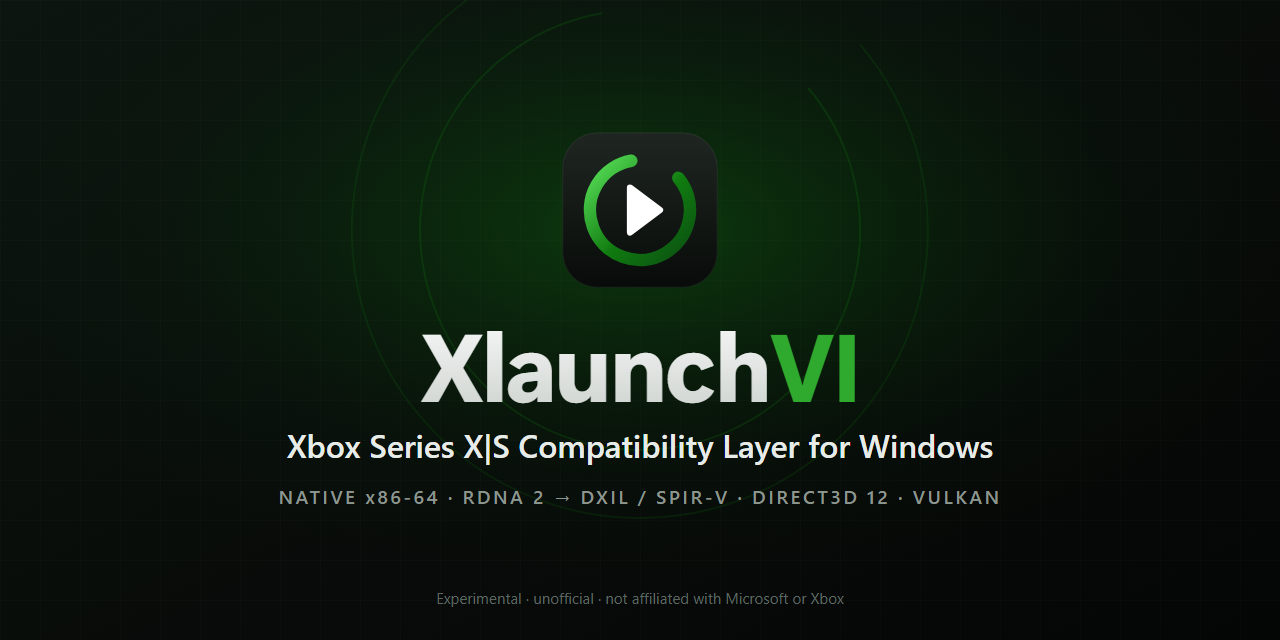 XlaunchVI
Xbox Series X|S Compatibility Layer for Windows
NATIVE x86-64 · RDNA 2 → DXIL / SPIR-V · DIRECT3D 12 · VULKAN
Experimental · unofficial · not affiliated with Microsoft or Xbox